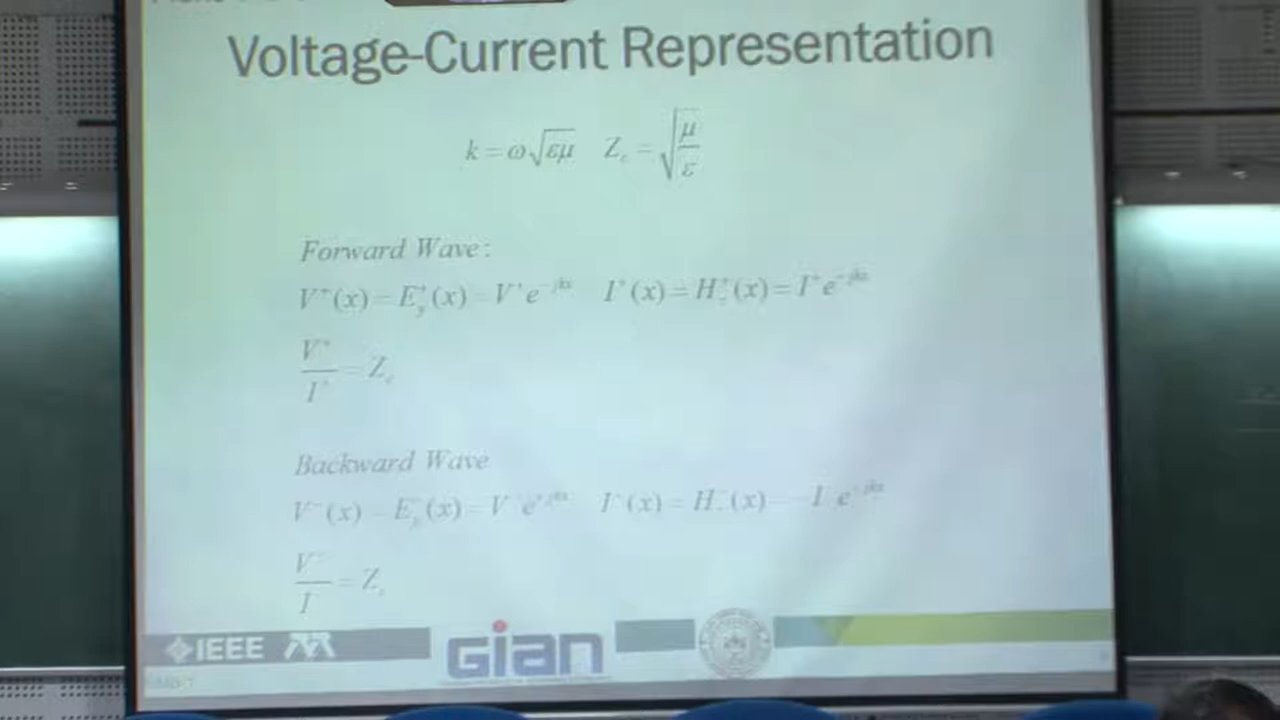 Voltage-Current Representation
k = ω√εμ Z_c = √μ/ε
Forward Wave:
V⁺(x) = E_y⁺(x) = V⁺e^{-jkx} I⁺(x) = H_z⁺(x) = I⁺e^{-jkx}
V⁺/I⁺ = Z_c
Backward Wave
V⁻(x) = E_y⁻(x) = V⁻e^{+jkx} I⁻(x) = H_z⁻(x)
V⁻/I⁻ = Z_c
IEEE
Gian